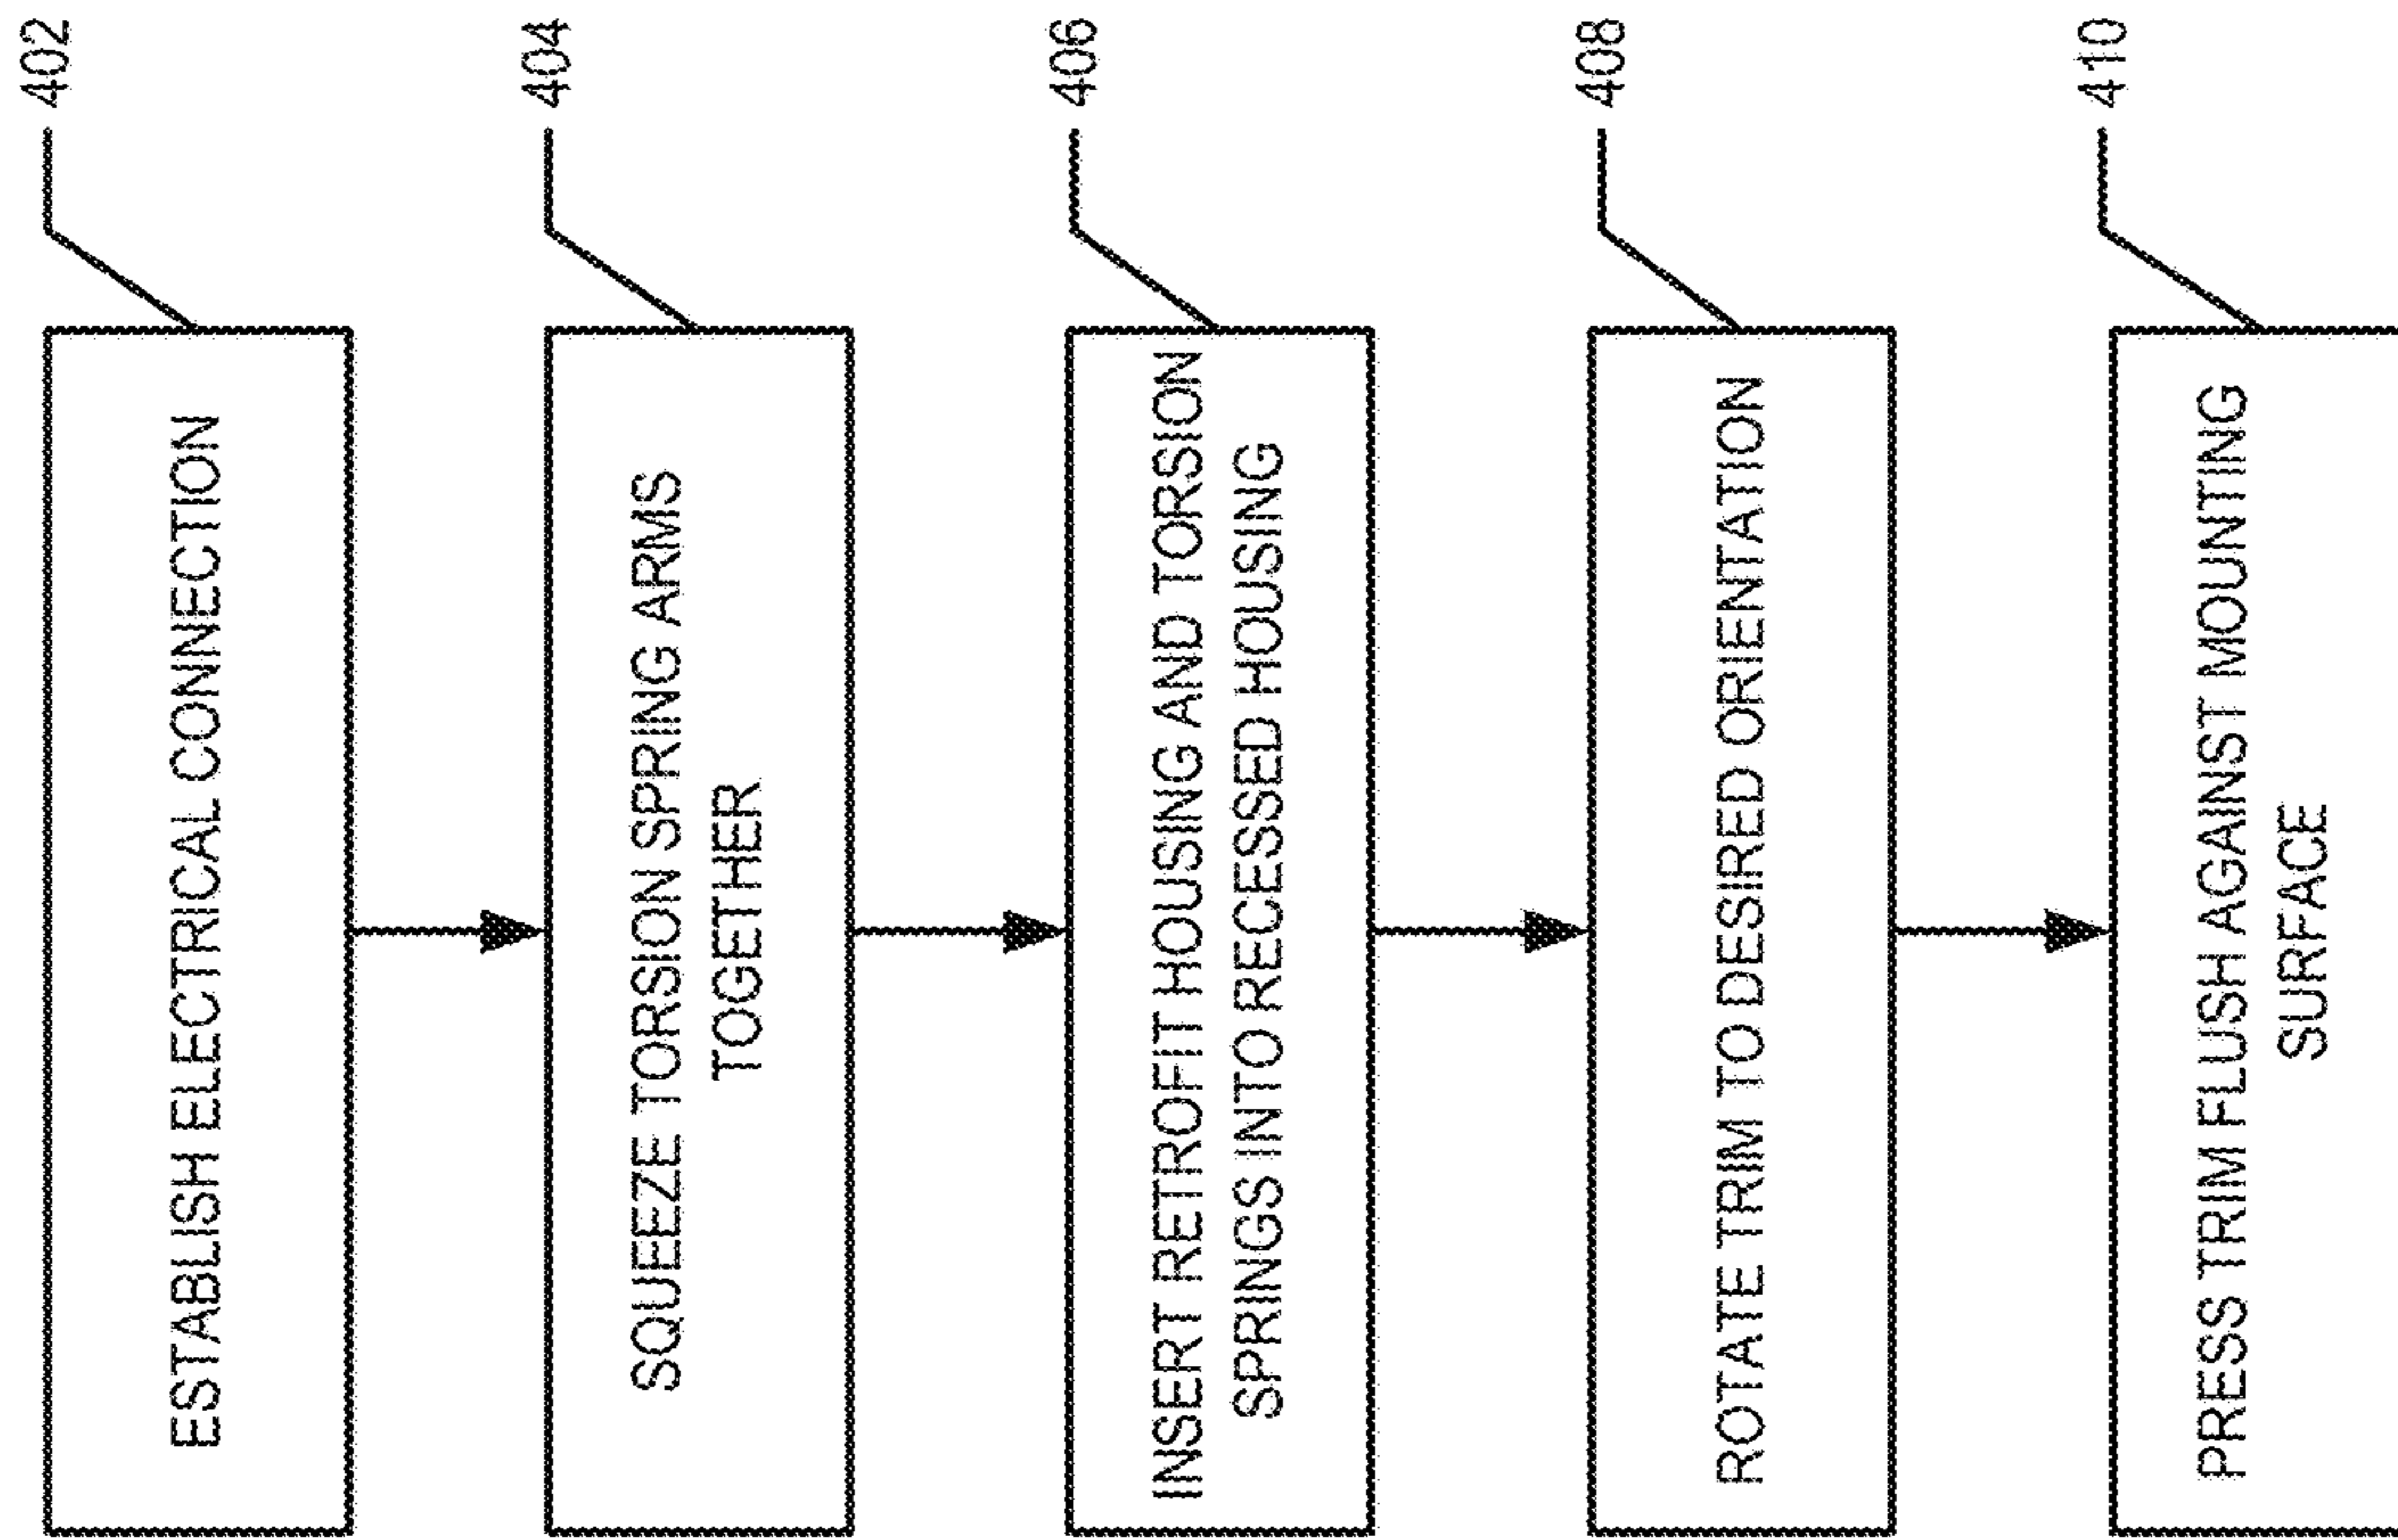 402
ESTABLISH ELECTRICAL CONNECTION
404
SQUEEZE TORSION SPRING ARMS
TOGETHER
406
INSERT RETROFIT HOUSING AND TORSION
SPRINGS INTO RECESSED HOUSING
408
ROTATE TRIM TO DESIRED ORIENTATION
410
PRESS TRIM FLUSH AGAINST MOUNTING
SURFACE